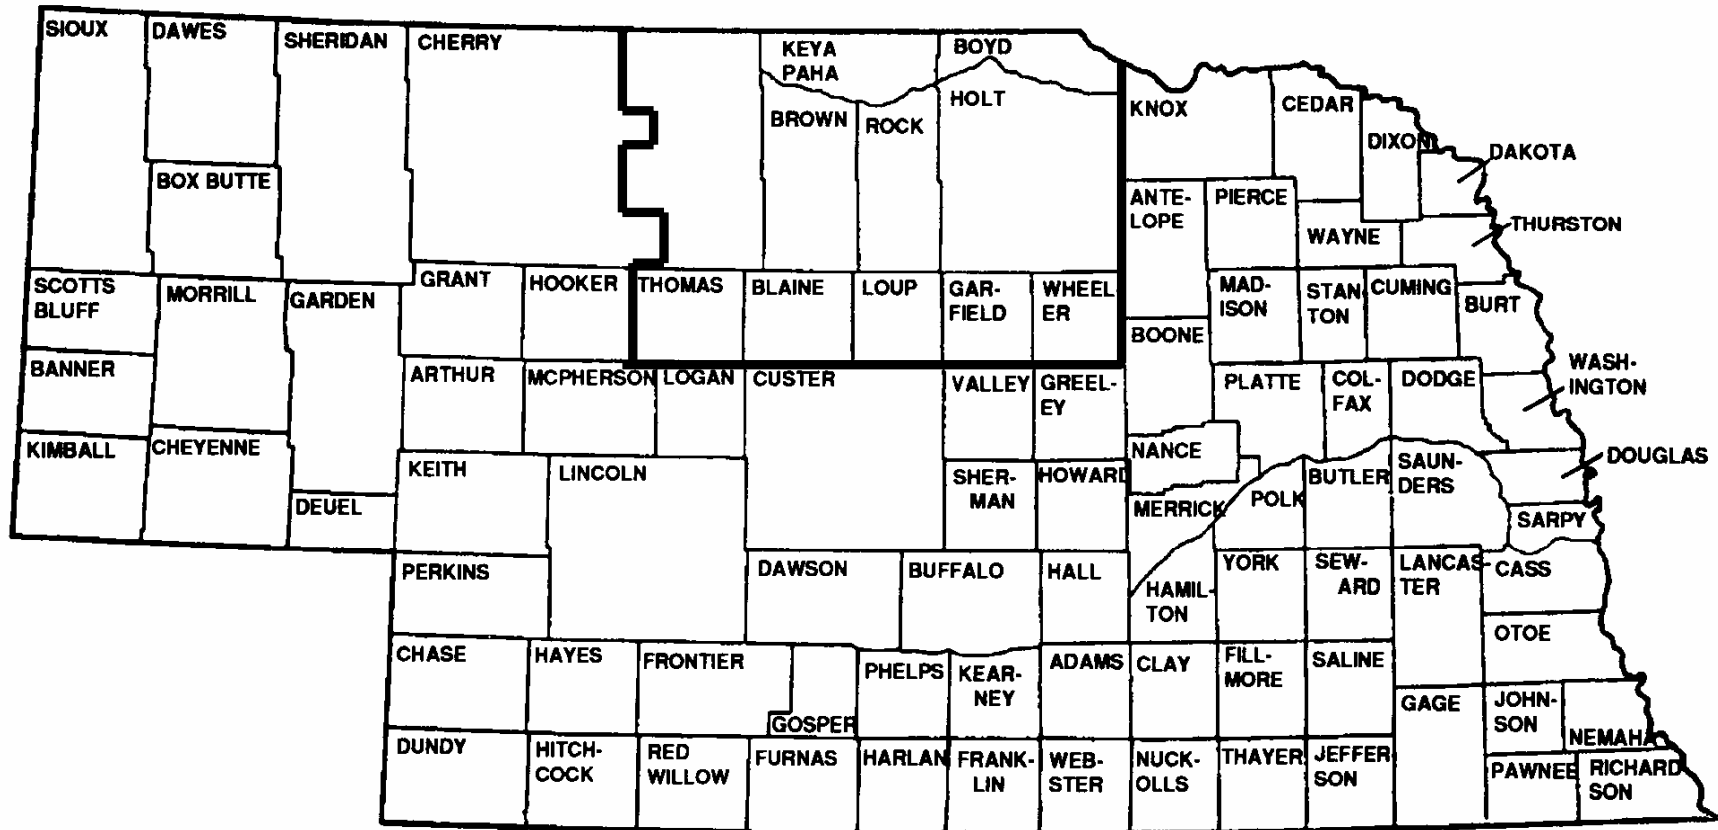 SIOUX
DAWES
SHERIDAN
CHERRY
KEYA
PAHA
BOYD
BROWN
ROCK
HOLT
KNOX
CEDAR
DIXON
DAKOTA
BOX BUTTE
ANTE-
LOPE
PIERCE
WAYNE
THURSTON
SCOTTS
BLUFF
MORRILL
GARDEN
GRANT
HOOKER
THOMAS
BLAINE
LOUP
GAR-
FIELD
WHEEL
ER
MAD-
ISON
STAN
TON
CUMING
BURT
BOONE
BANNER
ARTHUR
MCPHERSON
LOGAN
CUSTER
VALLEY
GREEL-
EY
PLATTE
COL-
FAX
DODGE
WASH-
INGTON
KIMBALL
CHEYENNE
KEITH
LINCOLN
SHER-
MAN
HOWARD
NANCE
MERRICK
POLK
BUTLER
SAUN-
DERS
DOUGLAS
DEUEL
SARPY
PERKINS
DAWSON
BUFFALO
HALL
HAMIL-
TON
YORK
SEW-
ARD
LANCAS-
TER
CASS
OTOE
CHASE
HAYES
FRONTIER
GOSPER
PHELPS
KEAR-
NEY
ADAMS
CLAY
FILL-
MORE
SALINE
GAGE
JOHN-
SON
NEMAHA
DUNDY
HITCH-
COCK
RED
WILLOW
FURNAS
HARLAN
FRANK-
LIN
WEB-
STER
NUCK-
OLLS
THAYER
JEFFER
SON
PAWNEE
RICHARD
SON